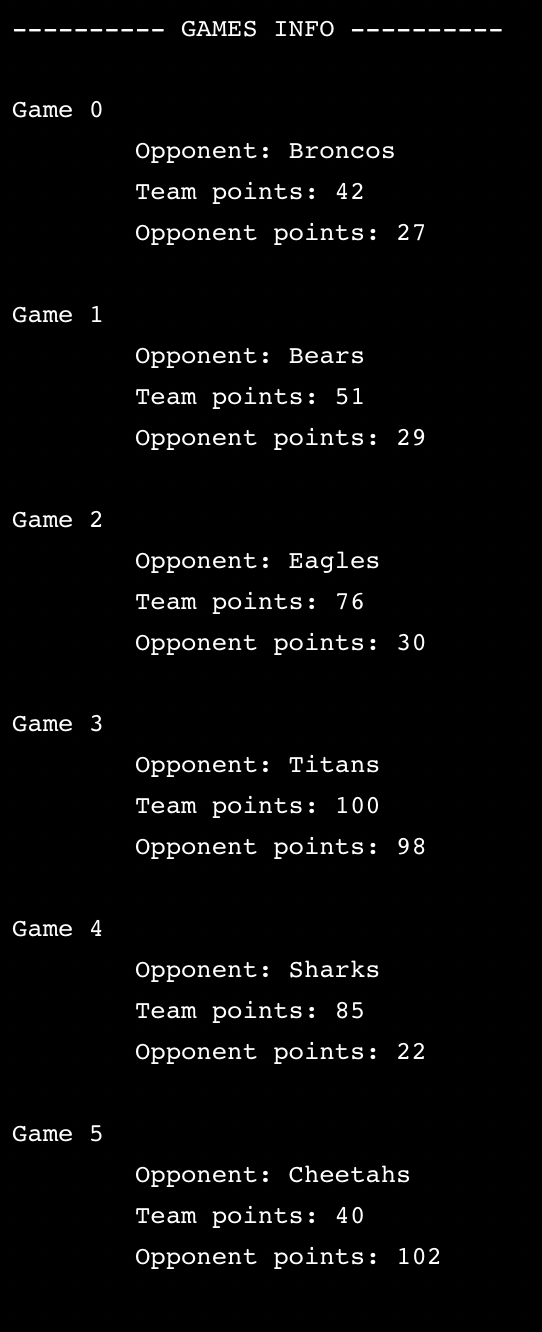 ---------- GAMES INFO ----------
Game 0
Opponent: Broncos
Team points: 42
Opponent points: 27
Game 1
Opponent: Bears
Team points: 51
Opponent points: 29
Game 2
Opponent: Eagles
Team points: 76
Opponent points: 30
Game 3
Opponent: Titans
Team points: 100
Opponent points: 98
Game 4
Opponent: Sharks
Team points: 85
Opponent points: 22
Game 5
Opponent: Cheetahs
Team points: 40
Opponent points: 102